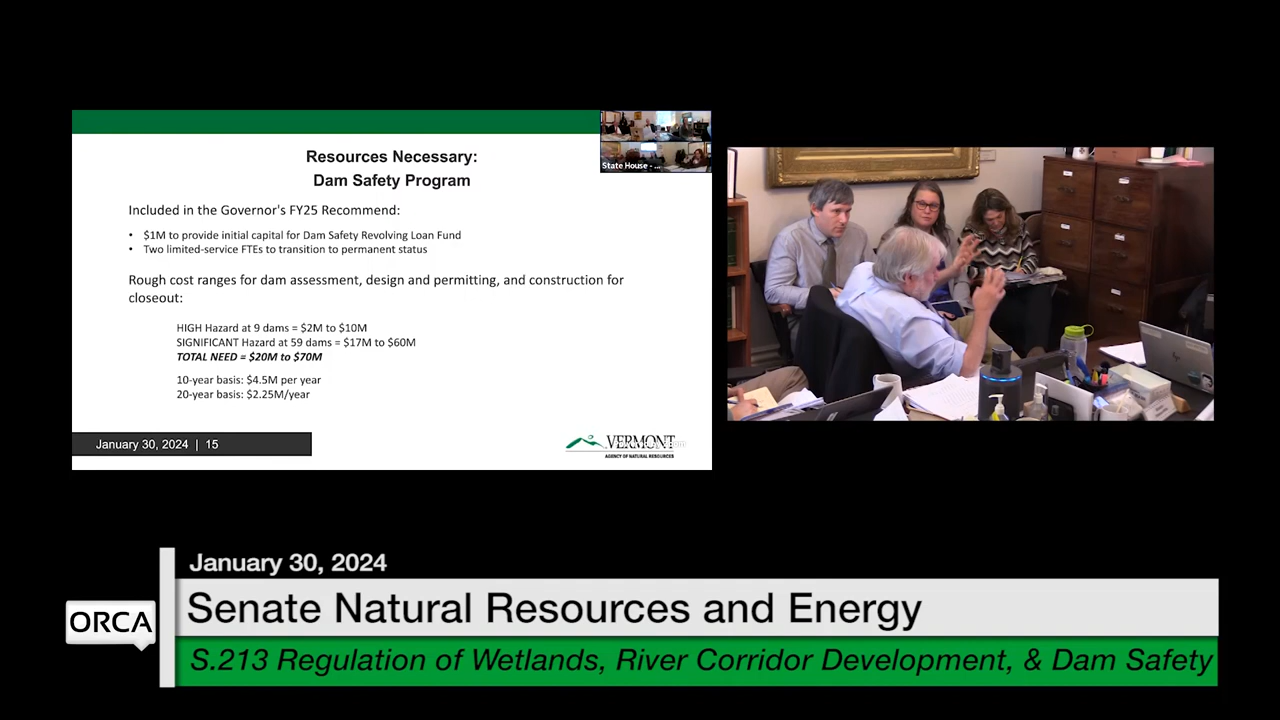 Resources Necessary:
Dam Safety Program
State House - ...
Included in the Governor's FY25 Recommend:
• $1M to provide initial capital for Dam Safety Revolving Loan Fund
• Two limited-service FTEs to transition to permanent status
Rough cost ranges for dam assessment, design and permitting, and construction for
closeout:
HIGH Hazard at 9 dams = $2M to $10M
SIGNIFICANT Hazard at 59 dams = $17M to $60M
TOTAL NEED = $20M to $70M
10-year basis: $4.5M per year
20-year basis: $2.25M/year
January 30, 2024 | 15
VERMONT
AGENCY OF NATURAL RESOURCES
January 30, 2024
ORCA
Senate Natural Resources and Energy
S.213 Regulation of Wetlands, River Corridor Development, & Dam Safety